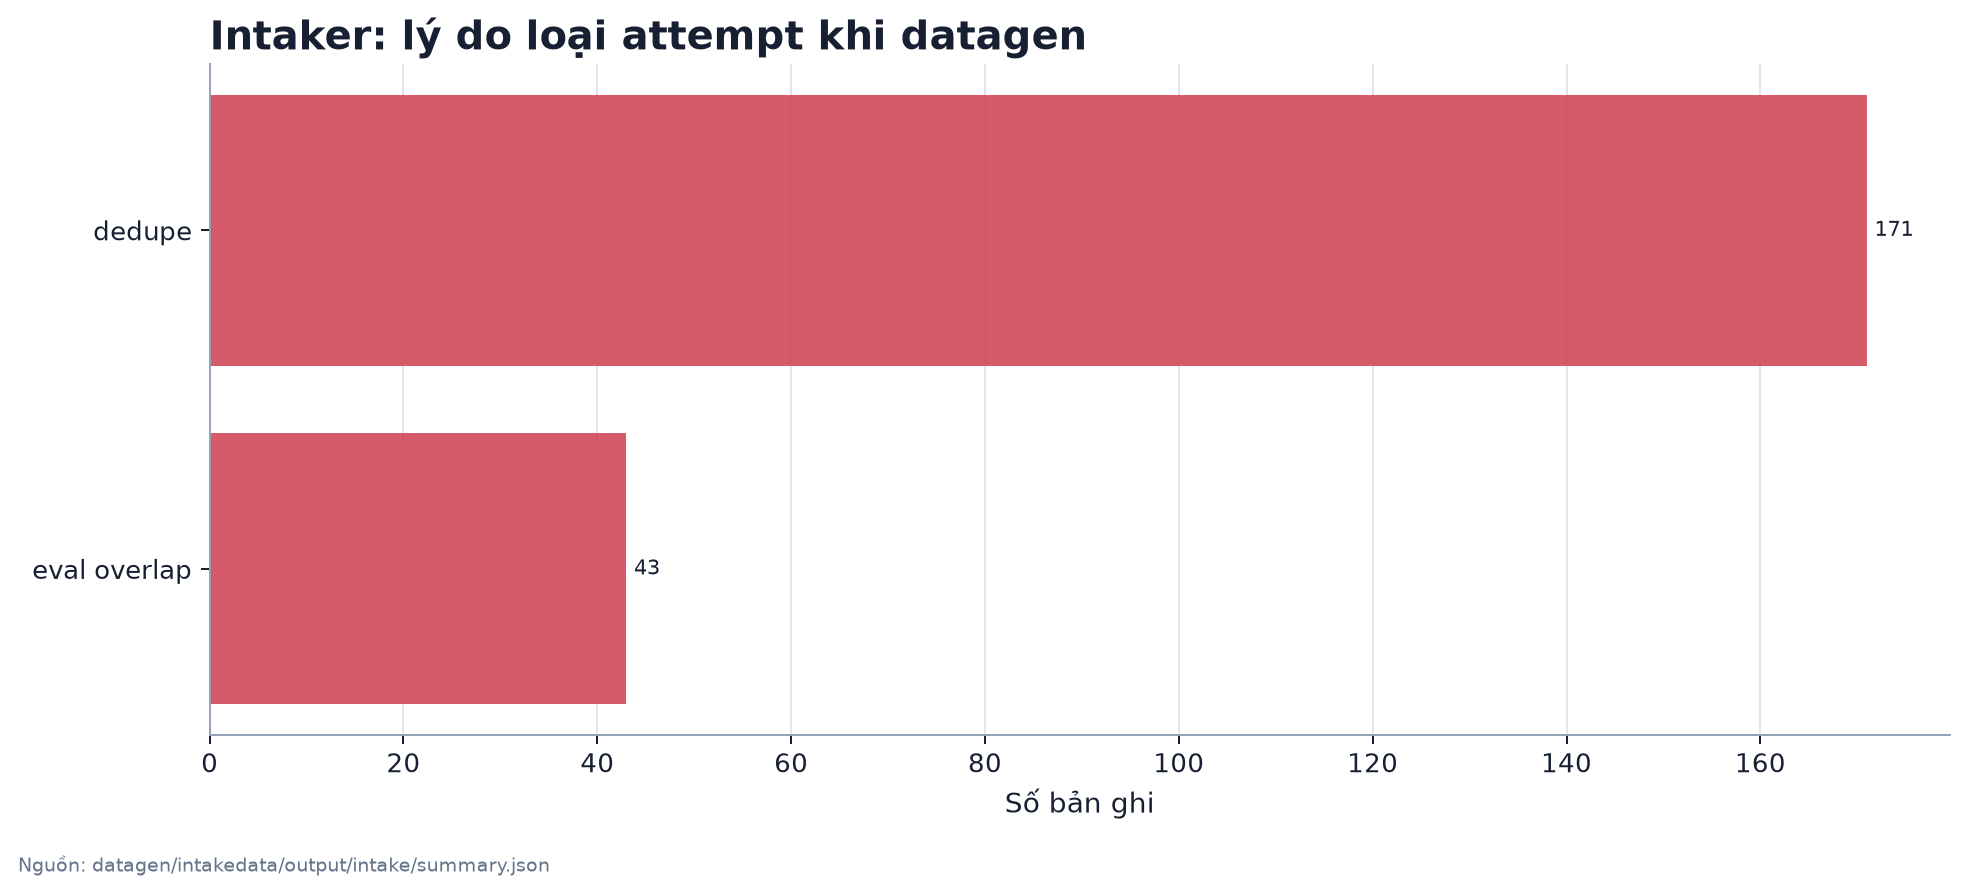 Intaker: lý do loại attempt khi datagen
dedupe
171
eval overlap
43
0 20 40 60 80 100 120 140 160
Số bản ghi
Nguồn: datagen/intakedata/output/intake/summary.json